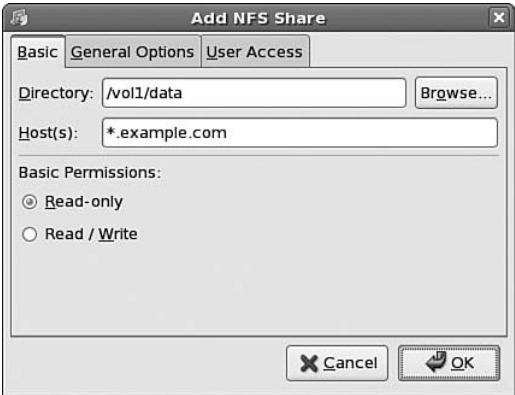 Add NFS Share
Basic General Options User Access
Directory: /vol1/data Browse...
Host(s): *.example.com
Basic Permissions:
Read-only
Read / Write
Cancel OK